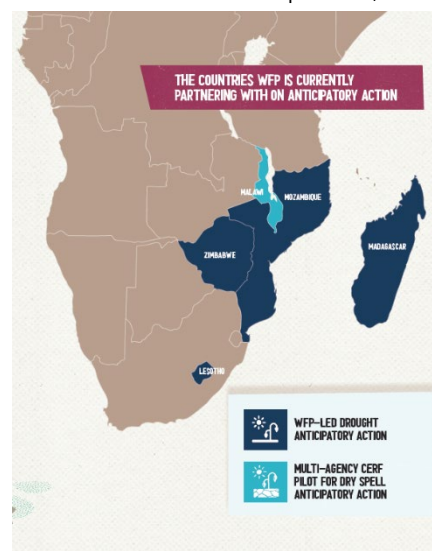 THE COUNTRIES WFP IS CURRENTLY
PARTNERING WITH ON ANTICIPATORY ACTION
MALAWI
MOZAMBIQUE
MADAGASCAR
ZIMBABWE
LESOTHO
WFP-LED DROUGHT
ANTICIPATORY ACTION
MULTI-AGENCY CERF
PILOT FOR DRY SPELL
ANTICIPATORY ACTION